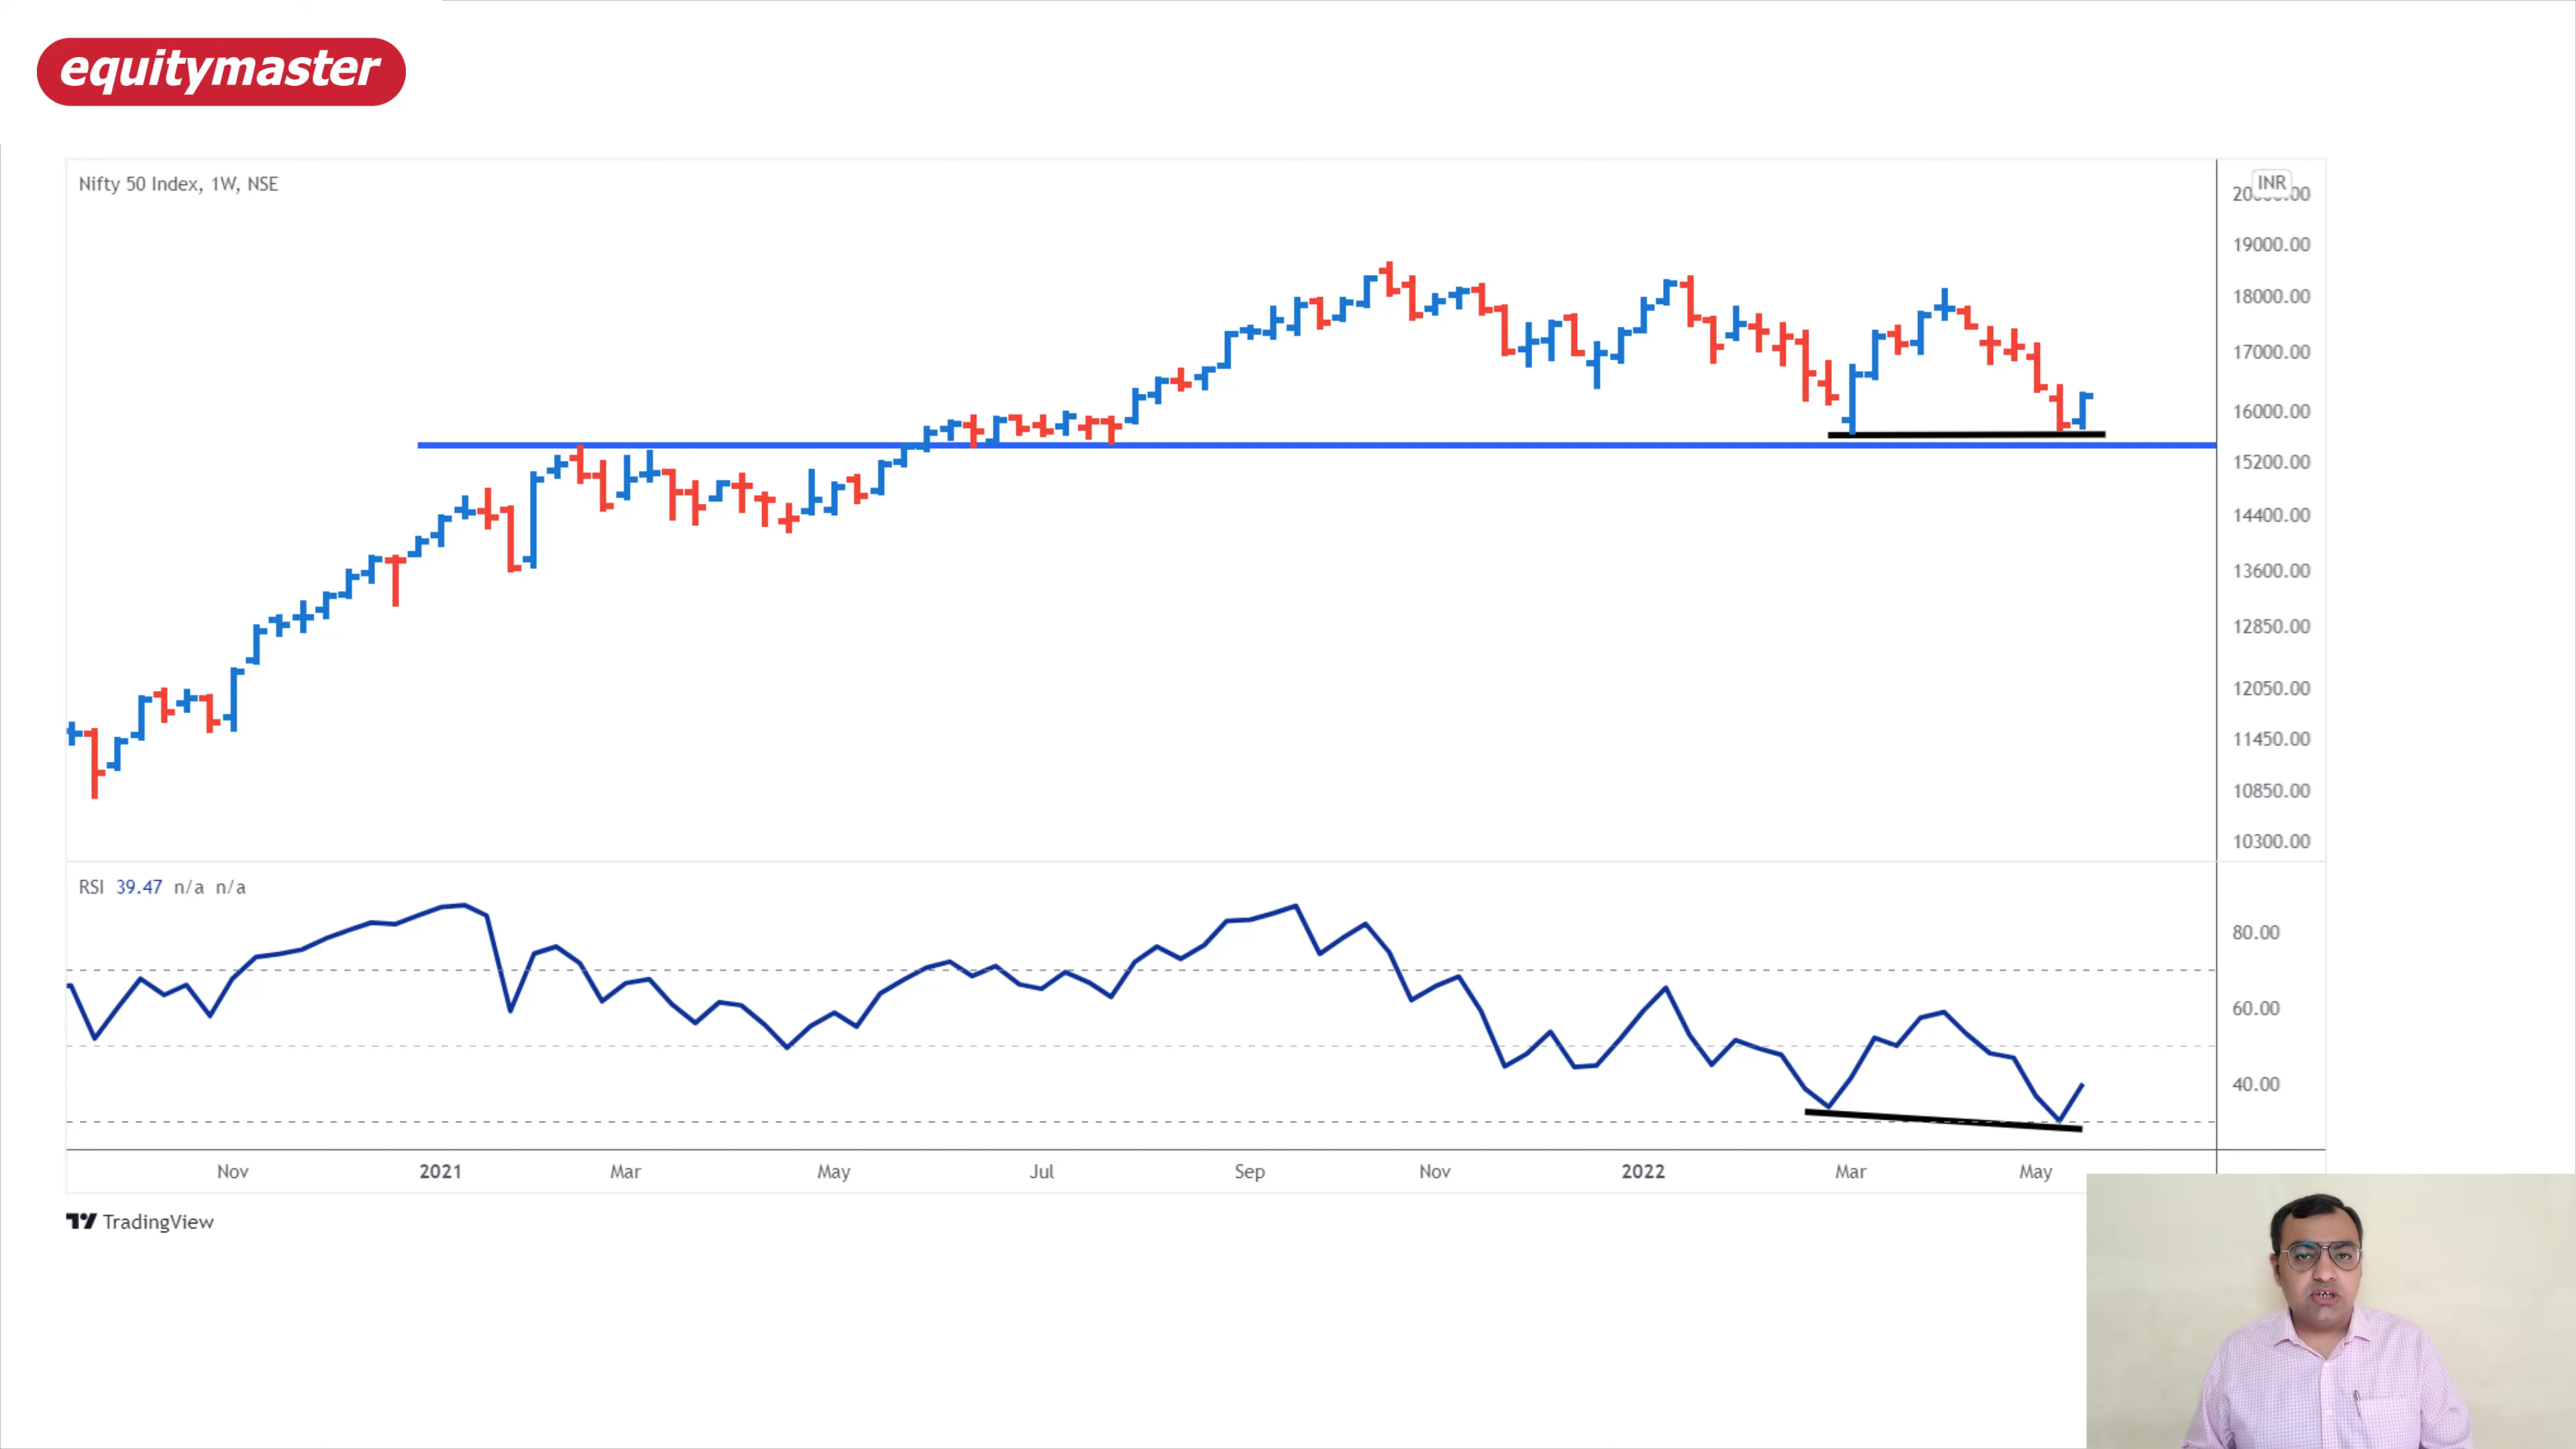 equitymaster
Nifty 50 Index, 1W, NSE
INR
19000.00
18000.00
17000.00
16000.00
15200.00
14400.00
13600.00
12850.00
12050.00
11450.00
10850.00
10300.00
RSI 39.47 n/a n/a
80.00
60.00
40.00
Nov 2021 Mar May Jul Sep Nov 2022 Mar May
TradingView